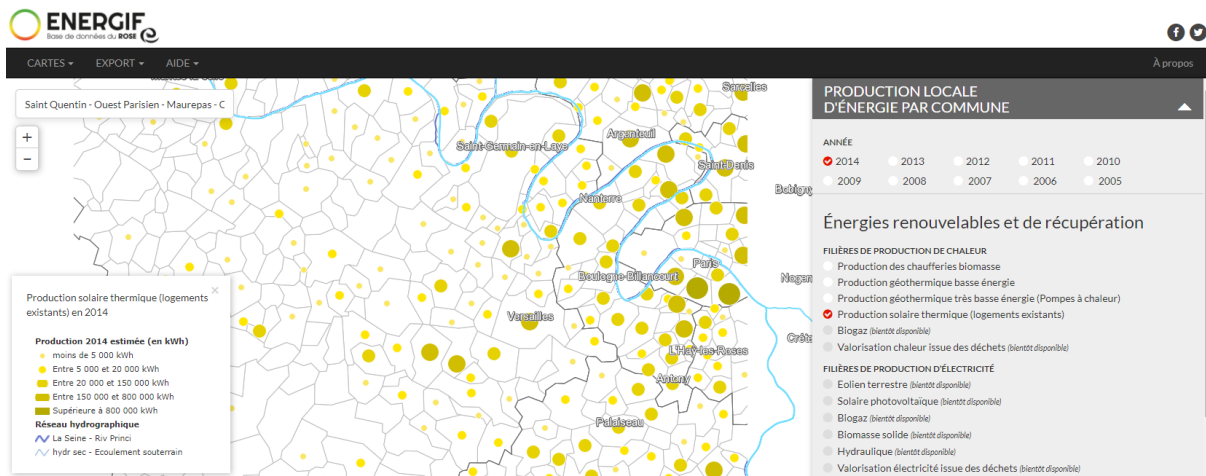 ENERGIF
Base de données du ROSE
CARTES EXPORT AIDE À propos
Saint Quentin - Ouest Parisien - Maurepas - C
+
−
Sarcelles
Argenteuil
Saint-Germain-en-Laye
Saint-Denis
Bobigny
Nanterre
Paris
Boulogne-Billancourt
Nogen
Versailles
Créte
L'Haÿ-les-Roses
Antony
Palaiseau
Production solaire thermique (logements
existants) en 2014
×
Production 2014 estimée (en kWh)
moins de 5 000 kWh
Entre 5 000 et 20 000 kWh
Entre 20 000 et 150 000 kWh
Entre 150 000 et 800 000 kWh
Supérieure à 800 000 kWh
Réseau hydrographique
La Seine - Riv Princi
hydr sec - Ecoulement souterrain
PRODUCTION LOCALE
D'ÉNERGIE PAR COMMUNE
ANNÉE
2014 2013 2012 2011 2010
2009 2008 2007 2006 2005
Énergies renouvelables et de récupération
FILIÈRES DE PRODUCTION DE CHALEUR
Production des chaufferies biomasse
Production géothermique basse énergie
Production géothermique très basse énergie (Pompes à chaleur)
Production solaire thermique (logements existants)
Biogaz (bientôt disponible)
Valorisation chaleur issue des déchets (bientôt disponible)
FILIÈRES DE PRODUCTION D'ÉLECTRICITÉ
Eolien terrestre (bientôt disponible)
Solaire photovoltaïque (bientôt disponible)
Biogaz (bientôt disponible)
Biomasse solide (bientôt disponible)
Hydraulique (bientôt disponible)
Valorisation électricité issue des déchets (bientôt disponible)